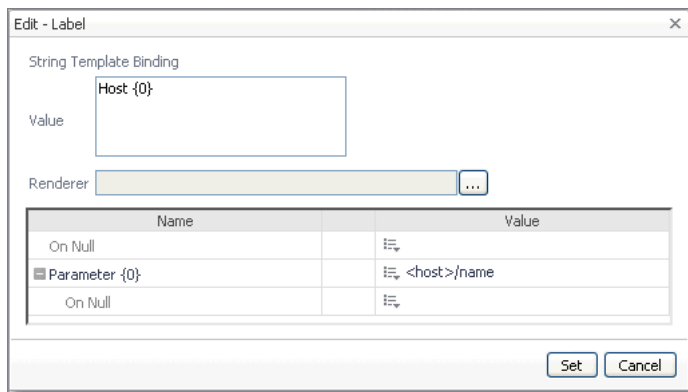 Edit - Label
String Template Binding
Host {0}
Value
Renderer
...
Name Value
On Null
Parameter {0} <host>/name
On Null
Set Cancel